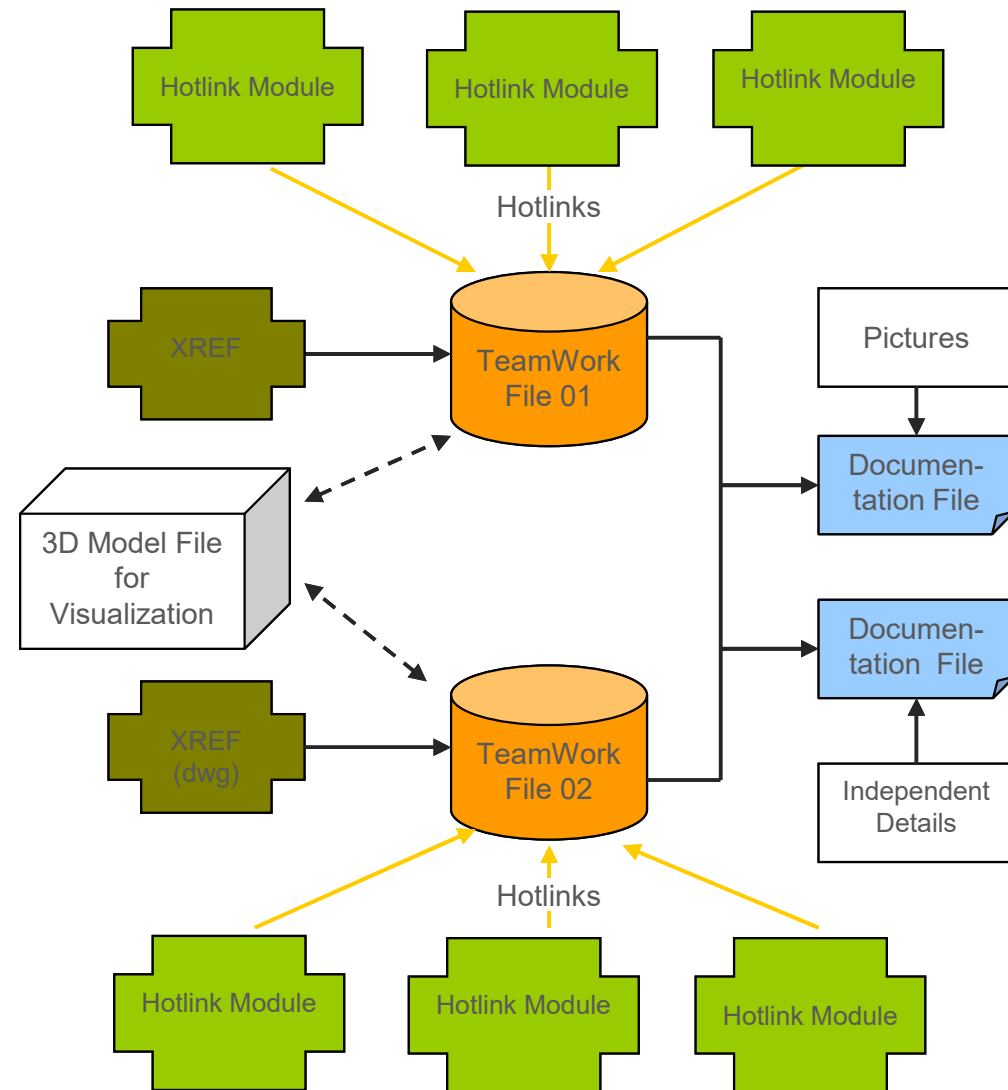 Hotlink Module
Hotlink Module
Hotlink Module
Hotlinks
XREF
TeamWork
File 01
Pictures
Documen-
tation File
3D Model File
for
Visualization
Documen-
tation File
XREF
(dwg)
TeamWork
File 02
Independent
Details
Hotlinks
Hotlink Module
Hotlink Module
Hotlink Module